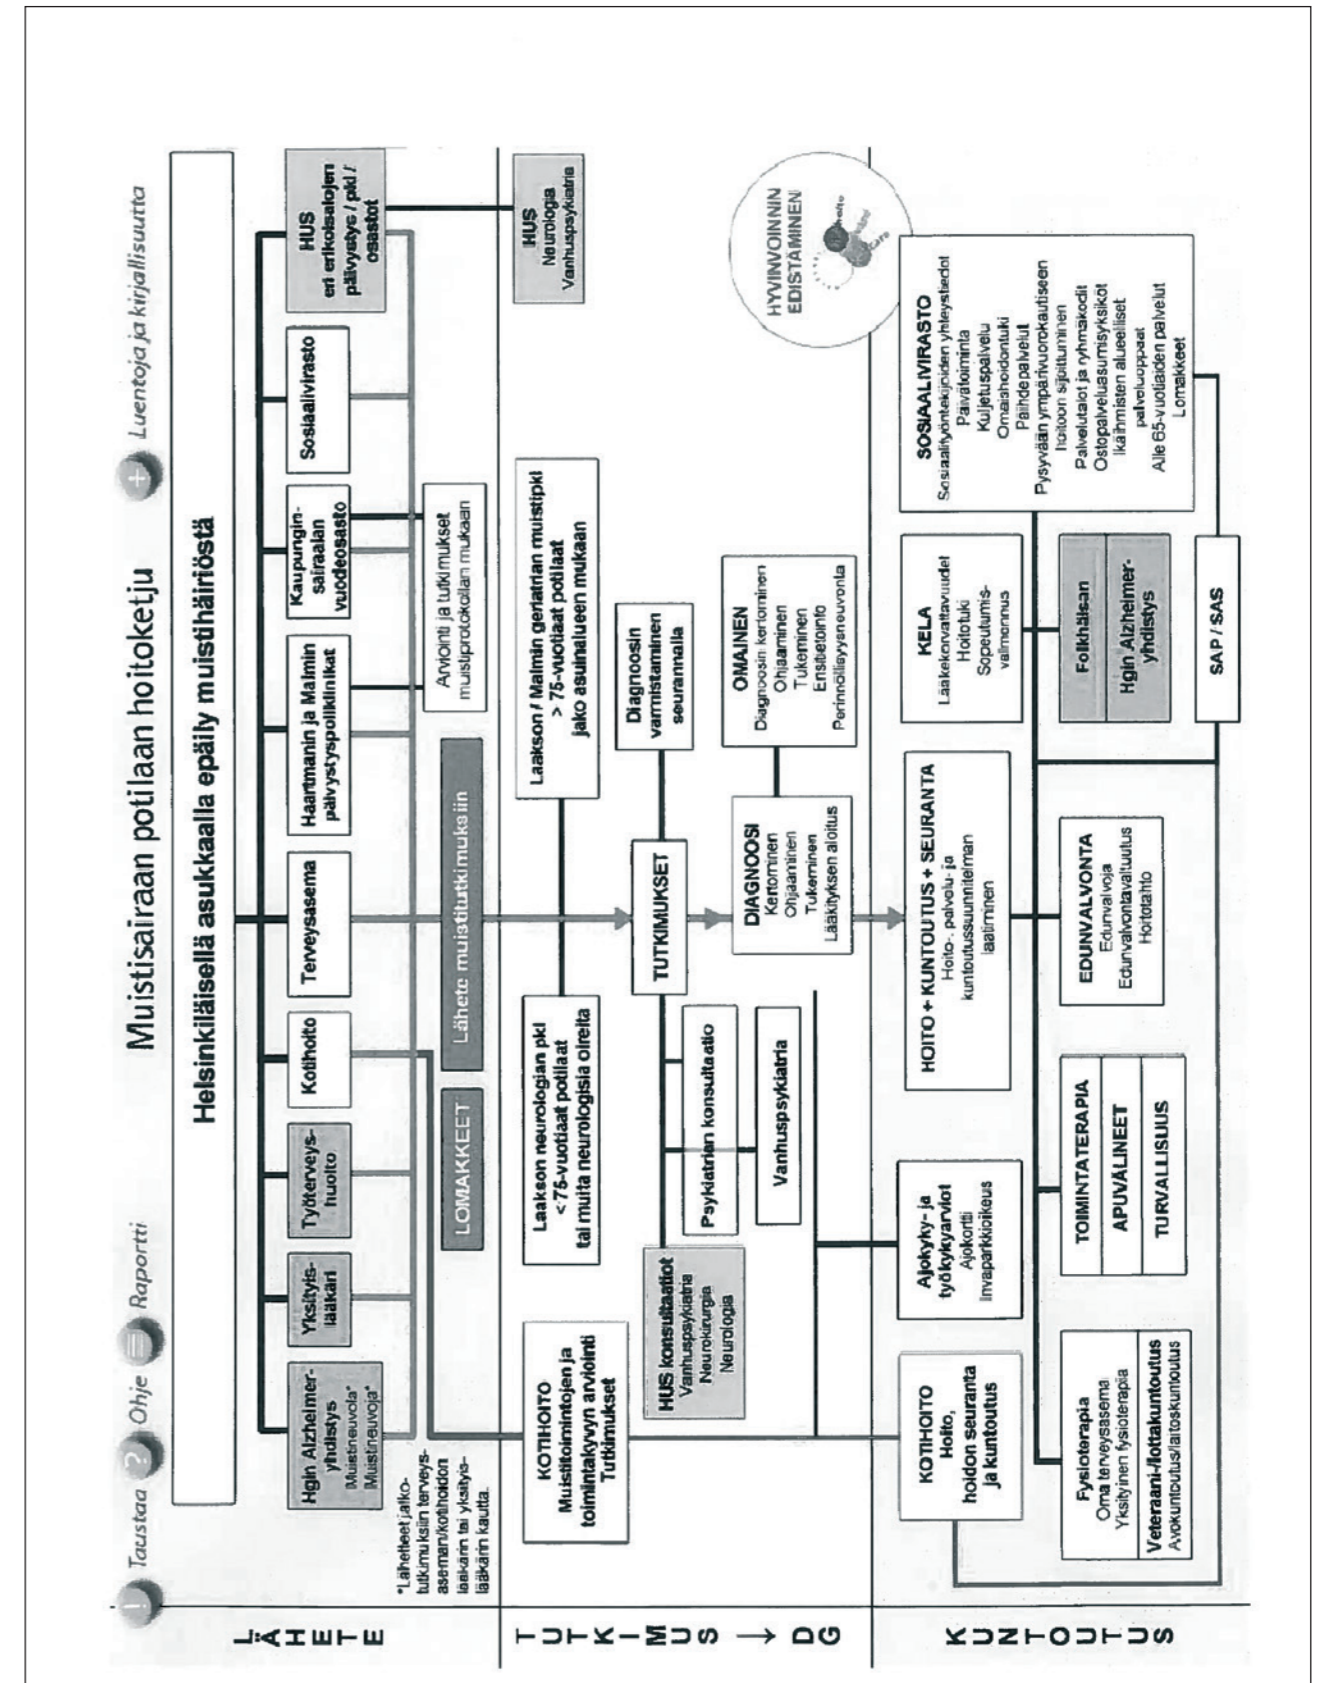 Muistisairaan potilaan hoitoketju
Taustaa
Ohje
Raportti
Luentoja ja kirjallisuutta
Helsinkiläisellä asukkaalla epäily muistihäiriöstä
LÄHETE
Hgin Alzheimer-
yhdistys
Muistineuvola*
Muistineuvoja*
Yksityis-
lääkäri
Työterveys-
huolto
Kotihoito
Terveysasema
Haartmanin ja Malmin
päivystyspoliklinikat
Kaupungin-
sairaalan
vuodeosasto
Sosiaalivirasto
HUS
eri erikoisalojen
päivystys / pkl /
osastot
*Lähetteet jatko-
tutkimuksiin terveys-
aseman/kotihoidon
lääkärin tai yksityis-
lääkärin kautta.
LOMAKKEET
Lähete muistitutkimuksiin
Arviointi ja tutkimukset
muistiprotokollan mukaan
TUTKIMUS → DG
KOTIHOITO
Muistitoimintojen ja
toimintakyvyn arviointi
Tutkimukset
Laakson neurologian pkl
<75-vuotiaat potilaat
tai muita neurologisia oireita
Laakson / Malmin geriatrian muistipkl
> 75-vuotiaat potilaat
jako asuinalueen mukaan
HUS
Neurologia
Vanhuspsykiatria
HUS konsultaatiot
Vanhuspsykiatria
Neurokirurgia
Neurologia
Psykiatrian konsultaatio
Vanhuspsykiatria
TUTKIMUKSET
Diagnoosin
varmistaminen
seurannalla
DIAGNOOSI
Kertominen
Ohjaaminen
Tukeminen
Lääkityksen aloitus
OMAINEN
Diagnoosin kertominen
Ohjaaminen
Tukeminen
Ensitietoinfo
Perinnöllisyysneuvonta
HYVINVOINNIN
EDISTÄMINEN
KUNTOUTUS
KOTIHOITO
Hoito,
hoidon seuranta
ja kuntoutus
Ajokyky- ja
työkykyarviot
Ajokortti
Invaparkkioikeus
HOITO + KUNTOUTUS + SEURANTA
Hoito-, palvelu- ja
kuntoutussuunnitelman
laatiminen
KELA
Lääkekorvattavuudet
Hoitotuki
Sopeutumis-
valmennus
SOSIAALIVIRASTO
Sosiaalityöntekijöiden yhteystiedot
Päivätoiminta
Kuljetuspalvelu
Omaishoidontuki
Päihdepalvelut
Pysyvään ympärivuorokautiseen
hoitoon sijoittuminen
Palvelutalot ja ryhmäkodit
Ostopalveluasumisyksiköt
Ikäihmisten alueelliset
palveluoppaat
Alle 65-vuotiaiden palvelut
Lomakkeet
Fysioterapia
Oma terveysasema
Yksityinen fysioterapia
Veteraani-/lottakuntoutus
Avokuntoutus/laitoskuntoutus
TOIMINTATERAPIA
APUVÄLINEET
TURVALLISUUS
EDUNVALVONTA
Edunvalvoja
Edunvalvontavaltuutus
Hoitotahto
Folkhälsan
Hgin Alzheimer-
yhdistys
SAP / SAS